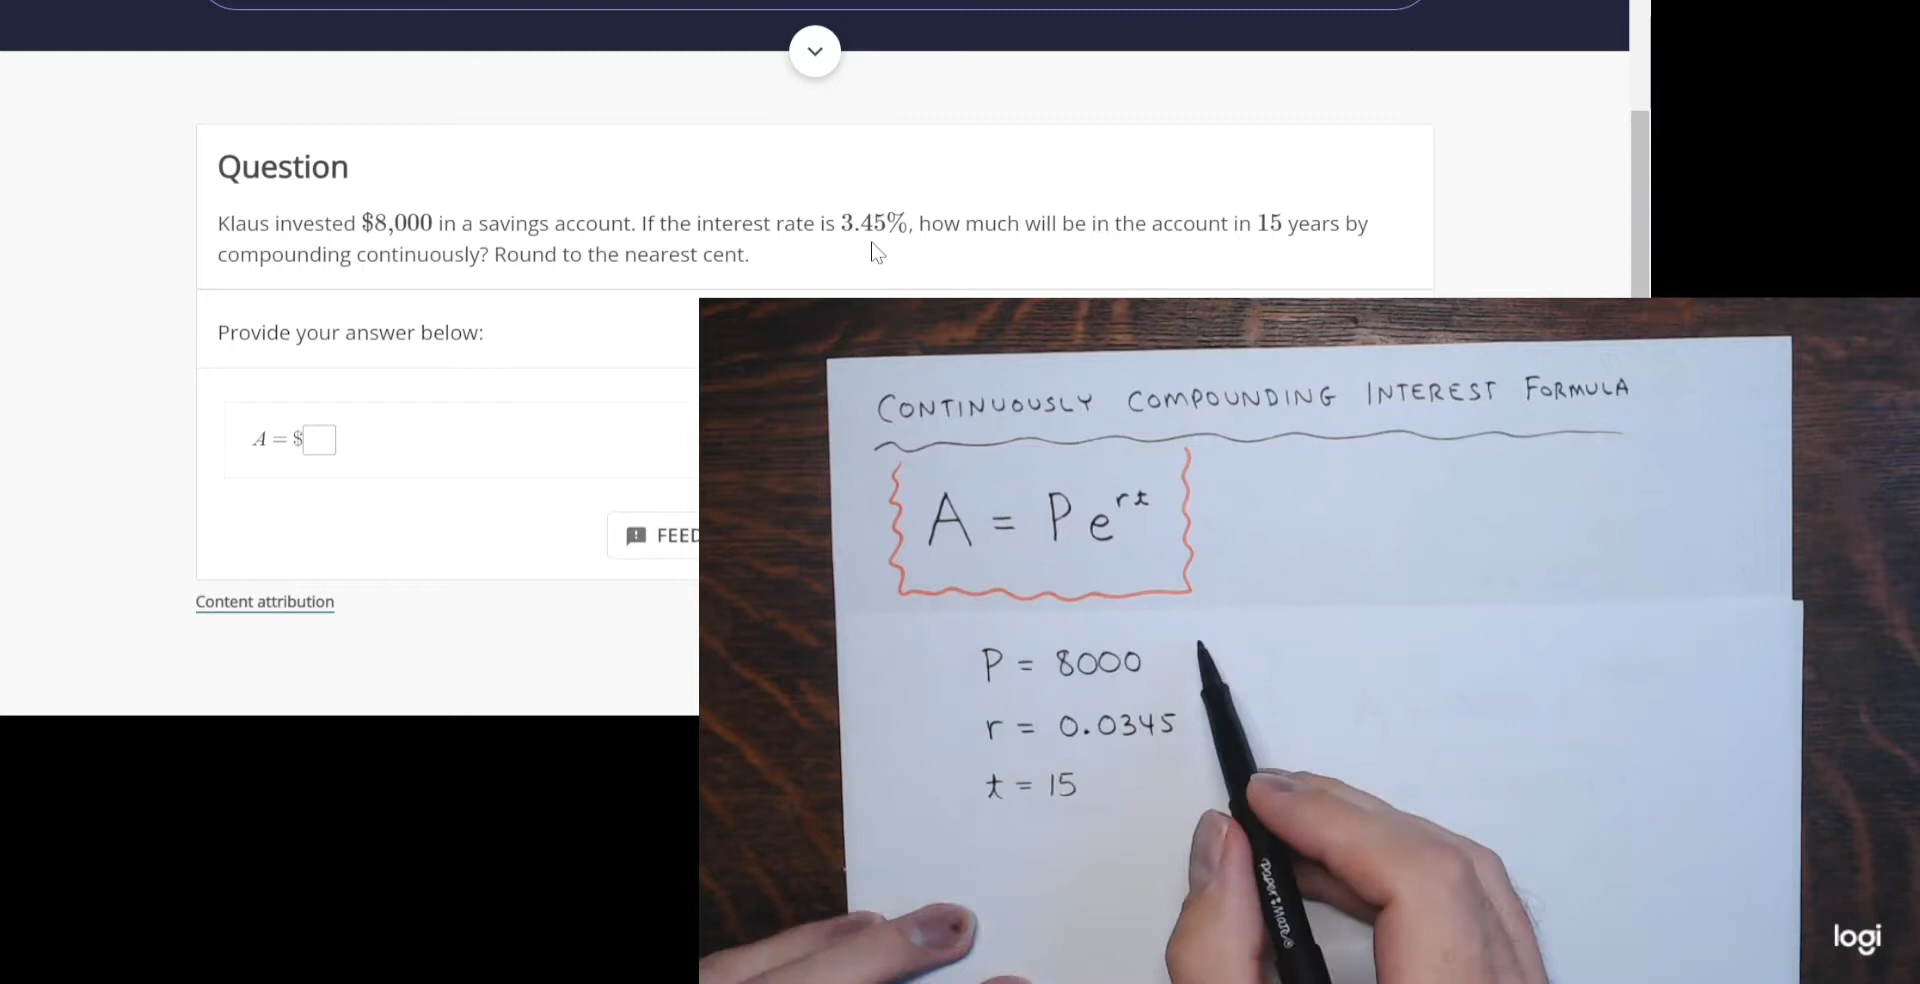 Question
Klaus invested $8,000 in a savings account. If the interest rate is 3.45%, how much will be in the account in 15 years by
compounding continuously? Round to the nearest cent.
Provide your answer below:
A = $
FEED
Content attribution
CONTINUOUSLY COMPOUNDING INTEREST FORMULA
A = Pe^rt
P = 8000
r = 0.0345
t = 15
paper:mate®
logi